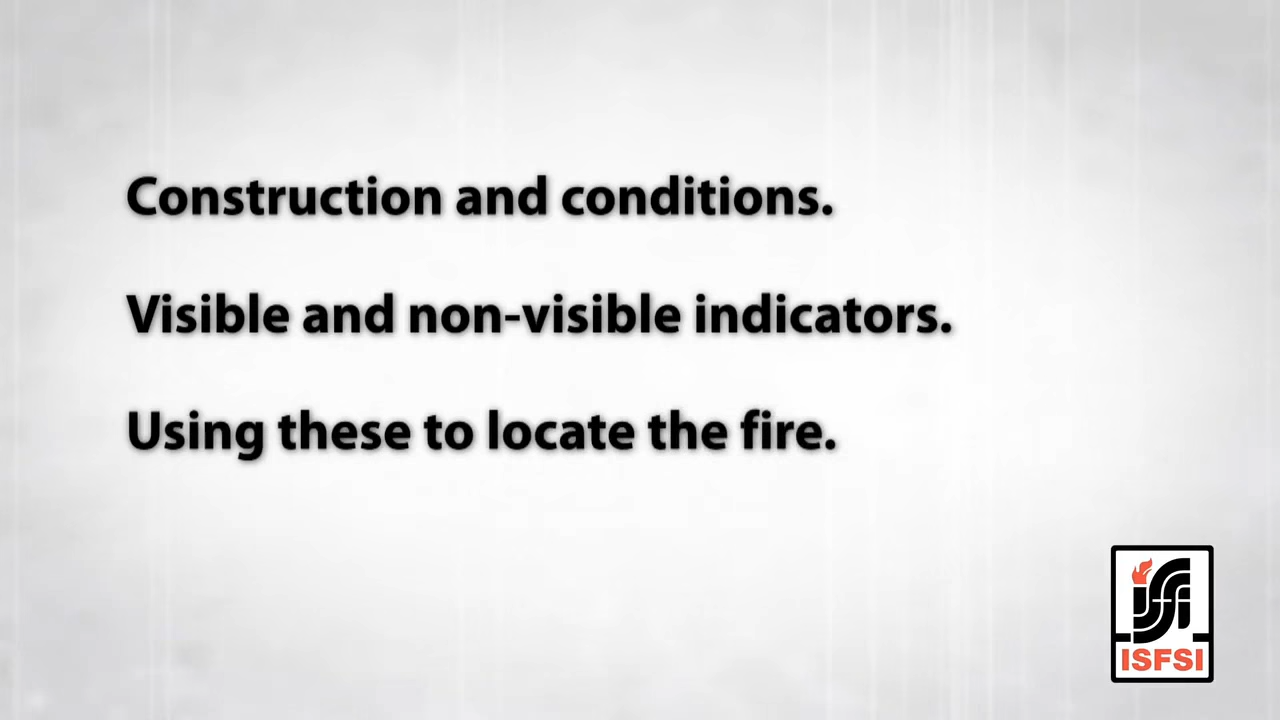 Construction and conditions.
Visible and non-visible indicators.
Using these to locate the fire.
ISFSI